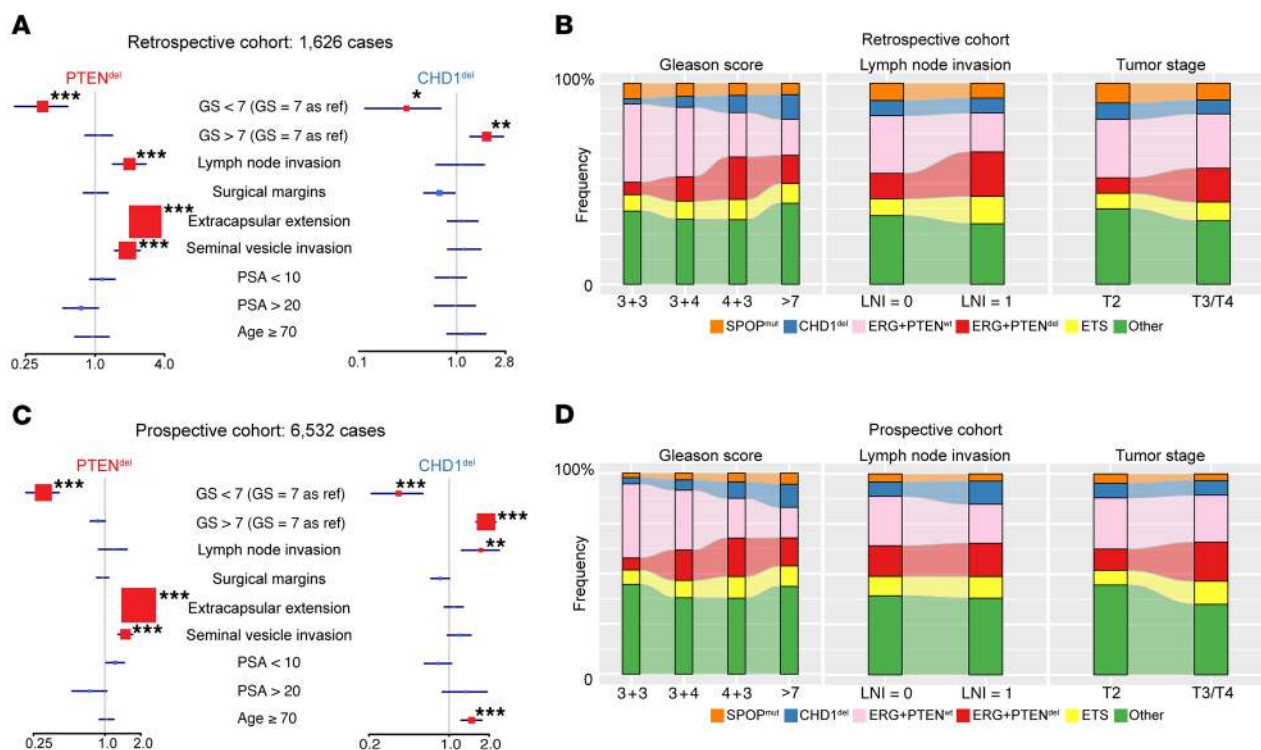 A
Retrospective cohort: 1,626 cases
PTENdel
CHD1del
***
GS < 7 (GS = 7 as ref)
*
GS > 7 (GS = 7 as ref)
**
***
Lymph node invasion
Surgical margins
***
Extracapsular extension
***
Seminal vesicle invasion
PSA < 10
PSA > 20
Age ≥ 70
0.25 1.0 4.0
0.1 1.0 2.8
B
Retrospective cohort
Gleason score Lymph node invasion Tumor stage
100%
Frequency
0
3+3 3+4 4+3 >7 LNI = 0 LNI = 1 T2 T3/T4
SPOPmut CHD1del ERG+PTENwt ERG+PTENdel ETS Other
C
Prospective cohort: 6,532 cases
PTENdel
CHD1del
***
GS < 7 (GS = 7 as ref)
***
GS > 7 (GS = 7 as ref)
***
Lymph node invasion
**
Surgical margins
***
Extracapsular extension
***
Seminal vesicle invasion
PSA < 10
PSA > 20
Age ≥ 70
***
0.25 1.0 2.0
0.2 2.0
D
Prospective cohort
Gleason score Lymph node invasion Tumor stage
100%
Frequency
0
3+3 3+4 4+3 >7 LNI = 0 LNI = 1 T2 T3/T4
SPOPmut CHD1del ERG+PTENwt ERG+PTENdel ETS Other